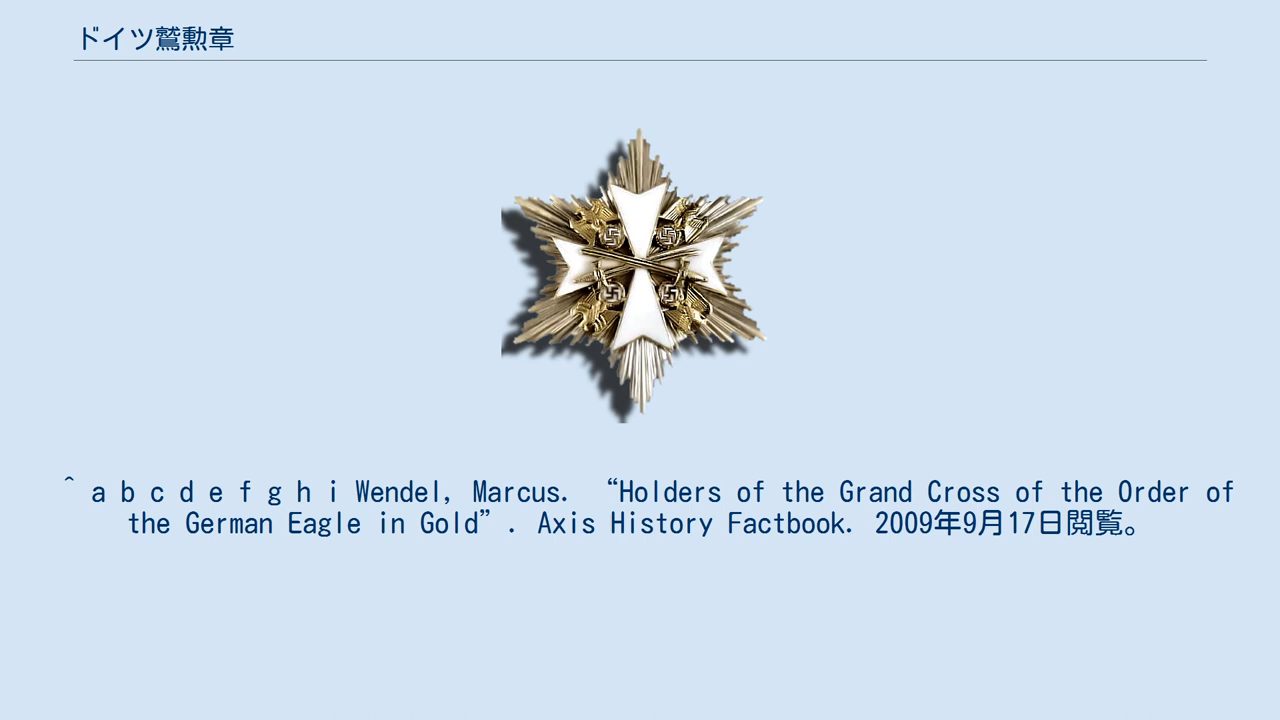 ドイツ鷲勲章
^ a b c d e f g h i Wendel, Marcus. “Holders of the Grand Cross of the Order of
the German Eagle in Gold”. Axis History Factbook. 2009年9月17日閲覧。